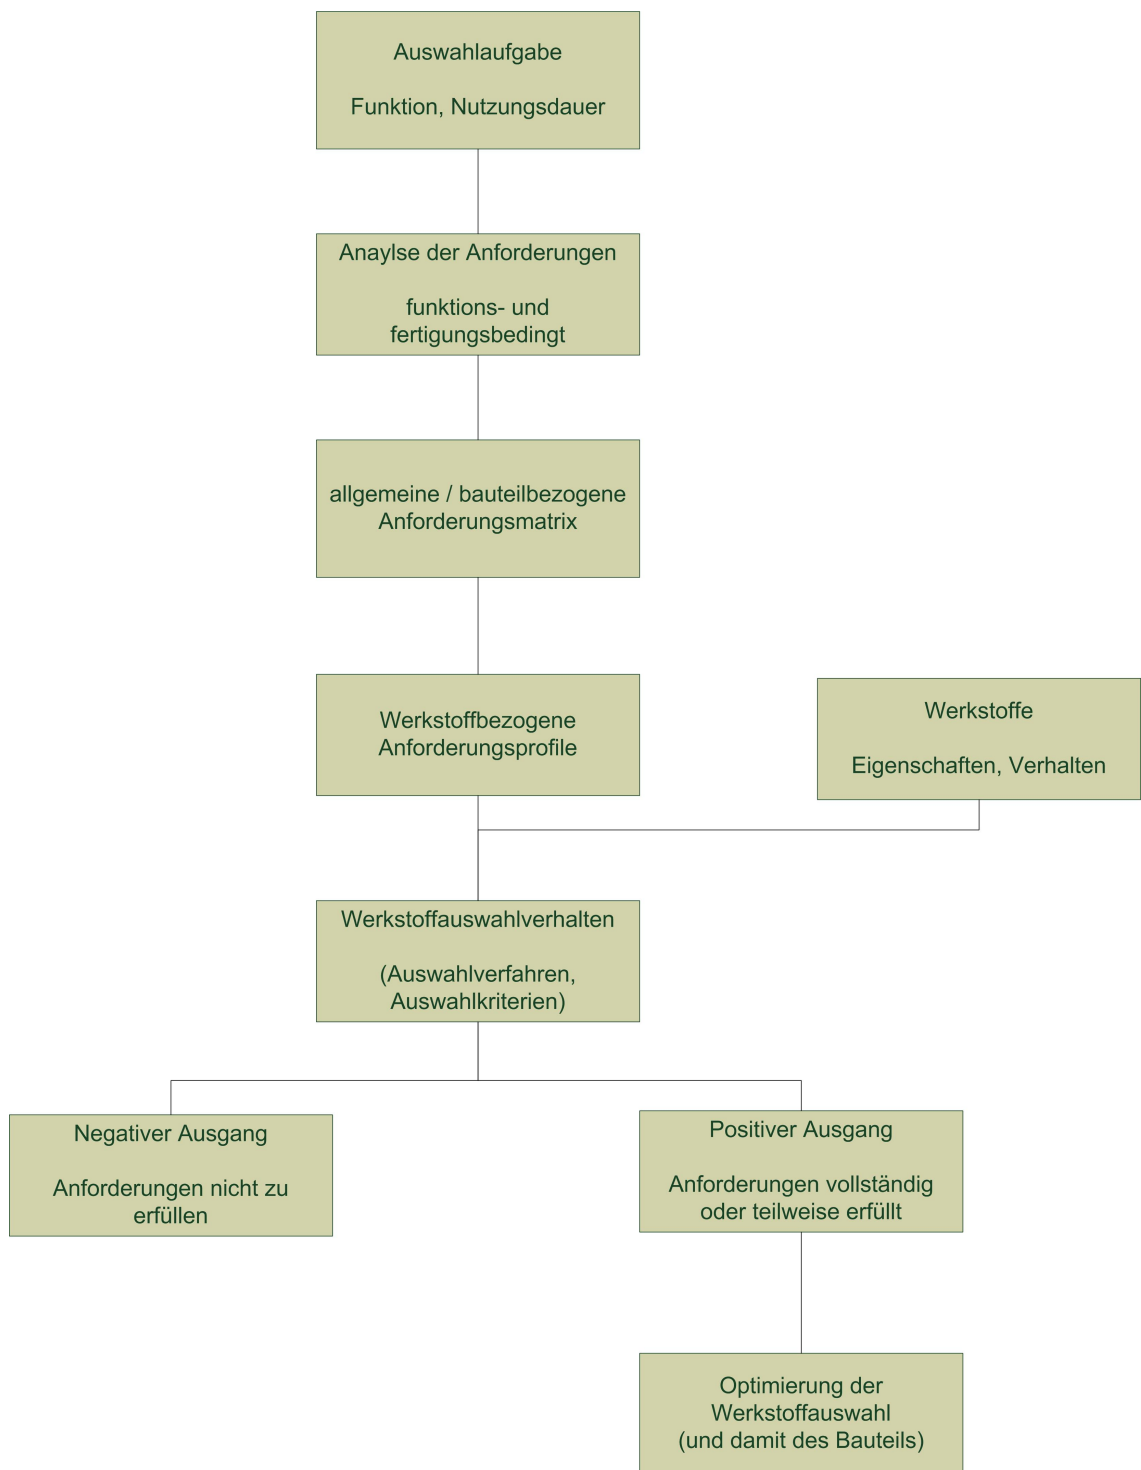 Auswahlaufgabe
Funktion, Nutzungsdauer
Anaylse der Anforderungen
funktions- und
fertigungsbedingt
allgemeine / bauteilbezogene
Anforderungsmatrix
Werkstoffbezogene
Anforderungsprofile
Werkstoffe
Eigenschaften, Verhalten
Werkstoffauswahlverhalten
(Auswahlverfahren,
Auswahlkriterien)
Negativer Ausgang
Anforderungen nicht zu
erfüllen
Positiver Ausgang
Anforderungen vollständig
oder teilweise erfüllt
Optimierung der
Werkstoffauswahl
(und damit des Bauteils)